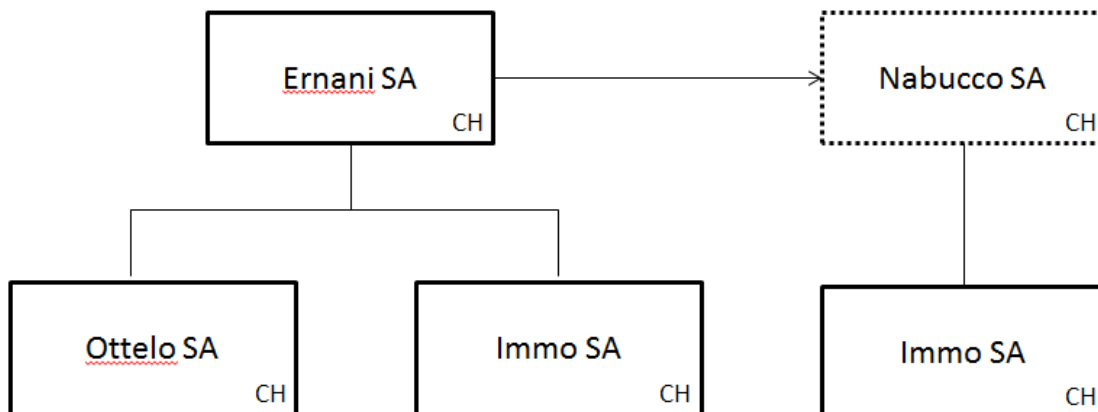 Ernani SA
CH
Nabucco SA
CH
Ottelo SA
CH
Immo SA
CH
Immo SA
CH